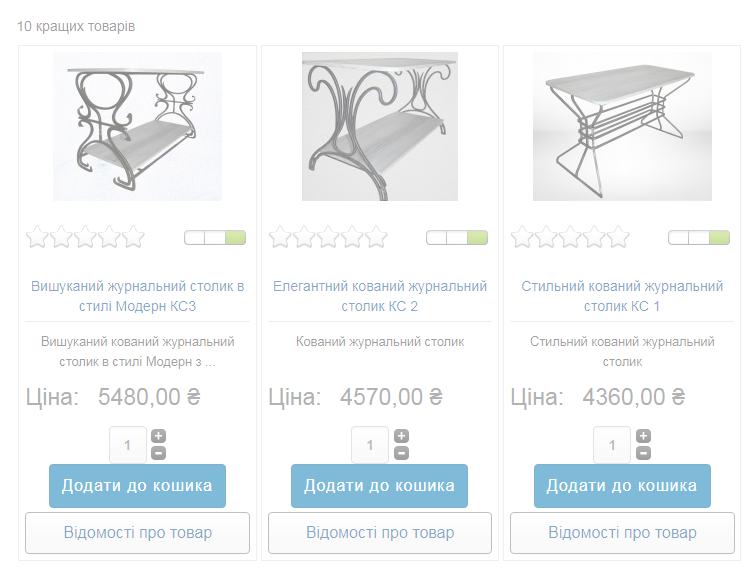 10 кращих товарів
Вишуканий журнальний столик в
стилі Модерн КС3
Вишуканий кований журнальний
столик в стилі Модерн з ...
Ціна: 5480,00 ₴
1
Додати до кошика
Відомості про товар
Елегантний кований журнальний
столик КС 2
Кований журнальний столик
Ціна: 4570,00 ₴
1
Додати до кошика
Відомості про товар
Стильний кований журнальний
столик КС 1
Стильний кований журнальний
столик
Ціна: 4360,00 ₴
1
Додати до кошика
Відомості про товар